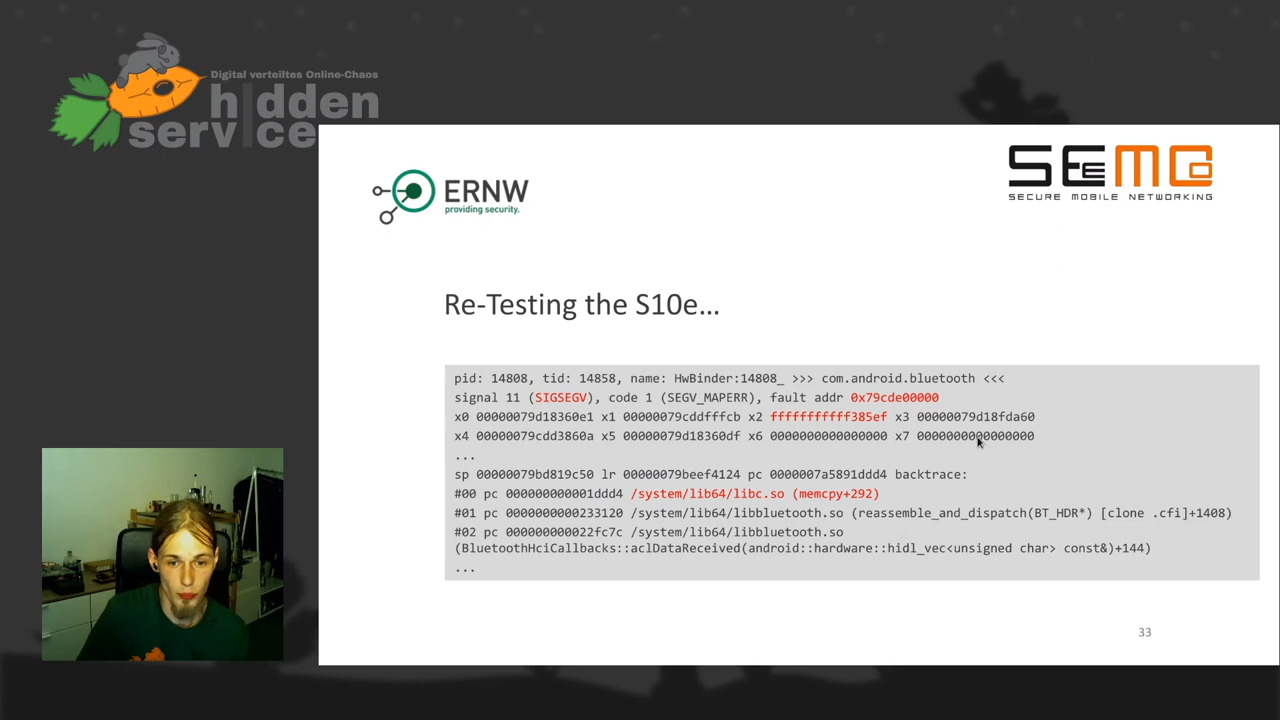 Digital verteiltes Online-Chaos
hidden
service
ERNW
providing security.
SEEMOO
SECURE MOBILE NETWORKING
Re-Testing the S10e…
pid: 14808, tid: 14858, name: HwBinder:14808_ >>> com.android.bluetooth <<<
signal 11 (SIGSEGV), code 1 (SEGV_MAPERR), fault addr 0x79cde00000
x0 00000079d18360e1 x1 00000079cddfffcb x2 fffffffffff385ef x3 00000079d18fda60
x4 00000079cdd3860a x5 00000079d18360df x6 0000000000000000 x7 0000000000000000
...
sp 00000079bd819c50 lr 00000079beef4124 pc 0000007a5891ddd4 backtrace:
#00 pc 000000000001ddd4 /system/lib64/libc.so (memcpy+292)
#01 pc 0000000000233120 /system/lib64/libbluetooth.so (reassemble_and_dispatch(BT_HDR*) [clone .cfi]+1408)
#02 pc 000000000022fc7c /system/lib64/libbluetooth.so
(BluetoothHciCallbacks::aclDataReceived(android::hardware::hidl_vec<unsigned char> const&)+144)
...
33